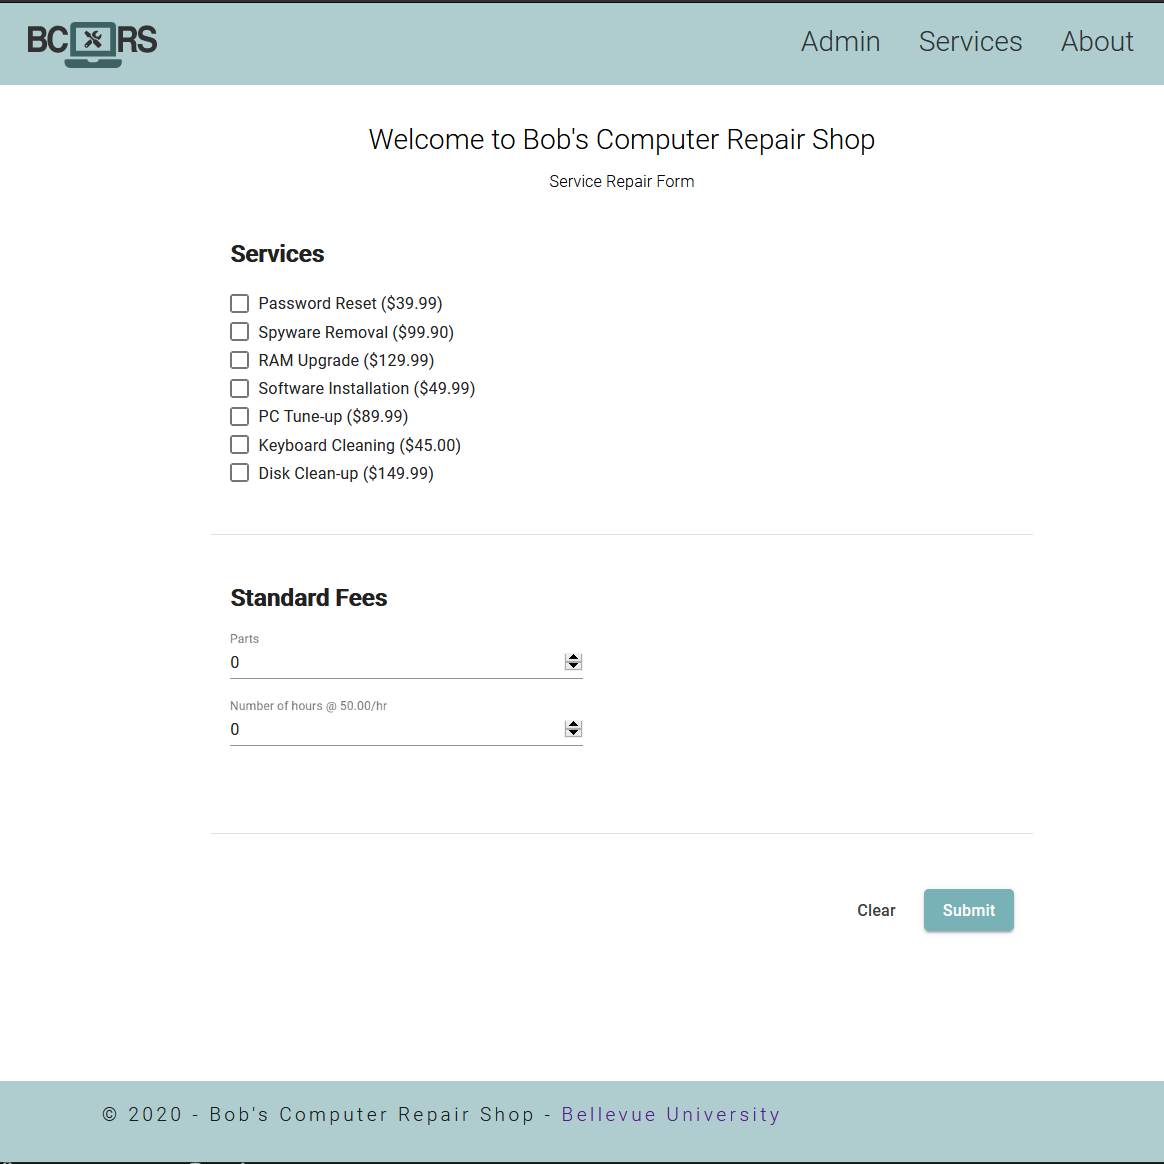 BC RS
Admin Services About
Welcome to Bob's Computer Repair Shop
Service Repair Form
Services
Password Reset ($39.99)
Spyware Removal ($99.90)
RAM Upgrade ($129.99)
Software Installation ($49.99)
PC Tune-up ($89.99)
Keyboard Cleaning ($45.00)
Disk Clean-up ($149.99)
Standard Fees
Parts
0
Number of hours @ 50.00/hr
0
Clear Submit
© 2020 - Bob's Computer Repair Shop - Bellevue University